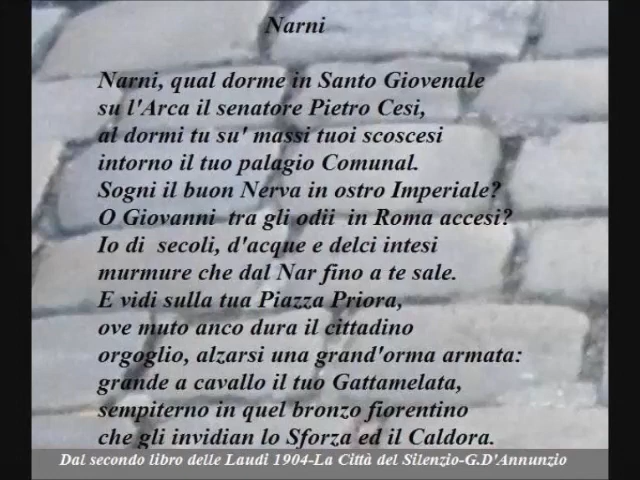 Narni
Narni, qual dorme in Santo Giovenale
su l'Arca il senatore Pietro Cesi,
al dormi tu su' massi tuoi scoscesi
intorno il tuo palagio Comunal.
Sogni il buon Nerva in ostro Imperiale?
O Giovanni tra gli odii in Roma accesi?
Io di secoli, d'acque e delci intesi
murmure che dal Nar fino a te sale.
E vidi sulla tua Piazza Priora,
ove muto anco dura il cittadino
orgoglio, alzarsi una grand'orma armata:
grande a cavallo il tuo Gattamelata,
sempiterno in quel bronzo fiorentino
che gli invidian lo Sforza ed il Caldora.
Dal secondo libro delle Laudi 1904-La Città del Silenzio-G.D'Annunzio